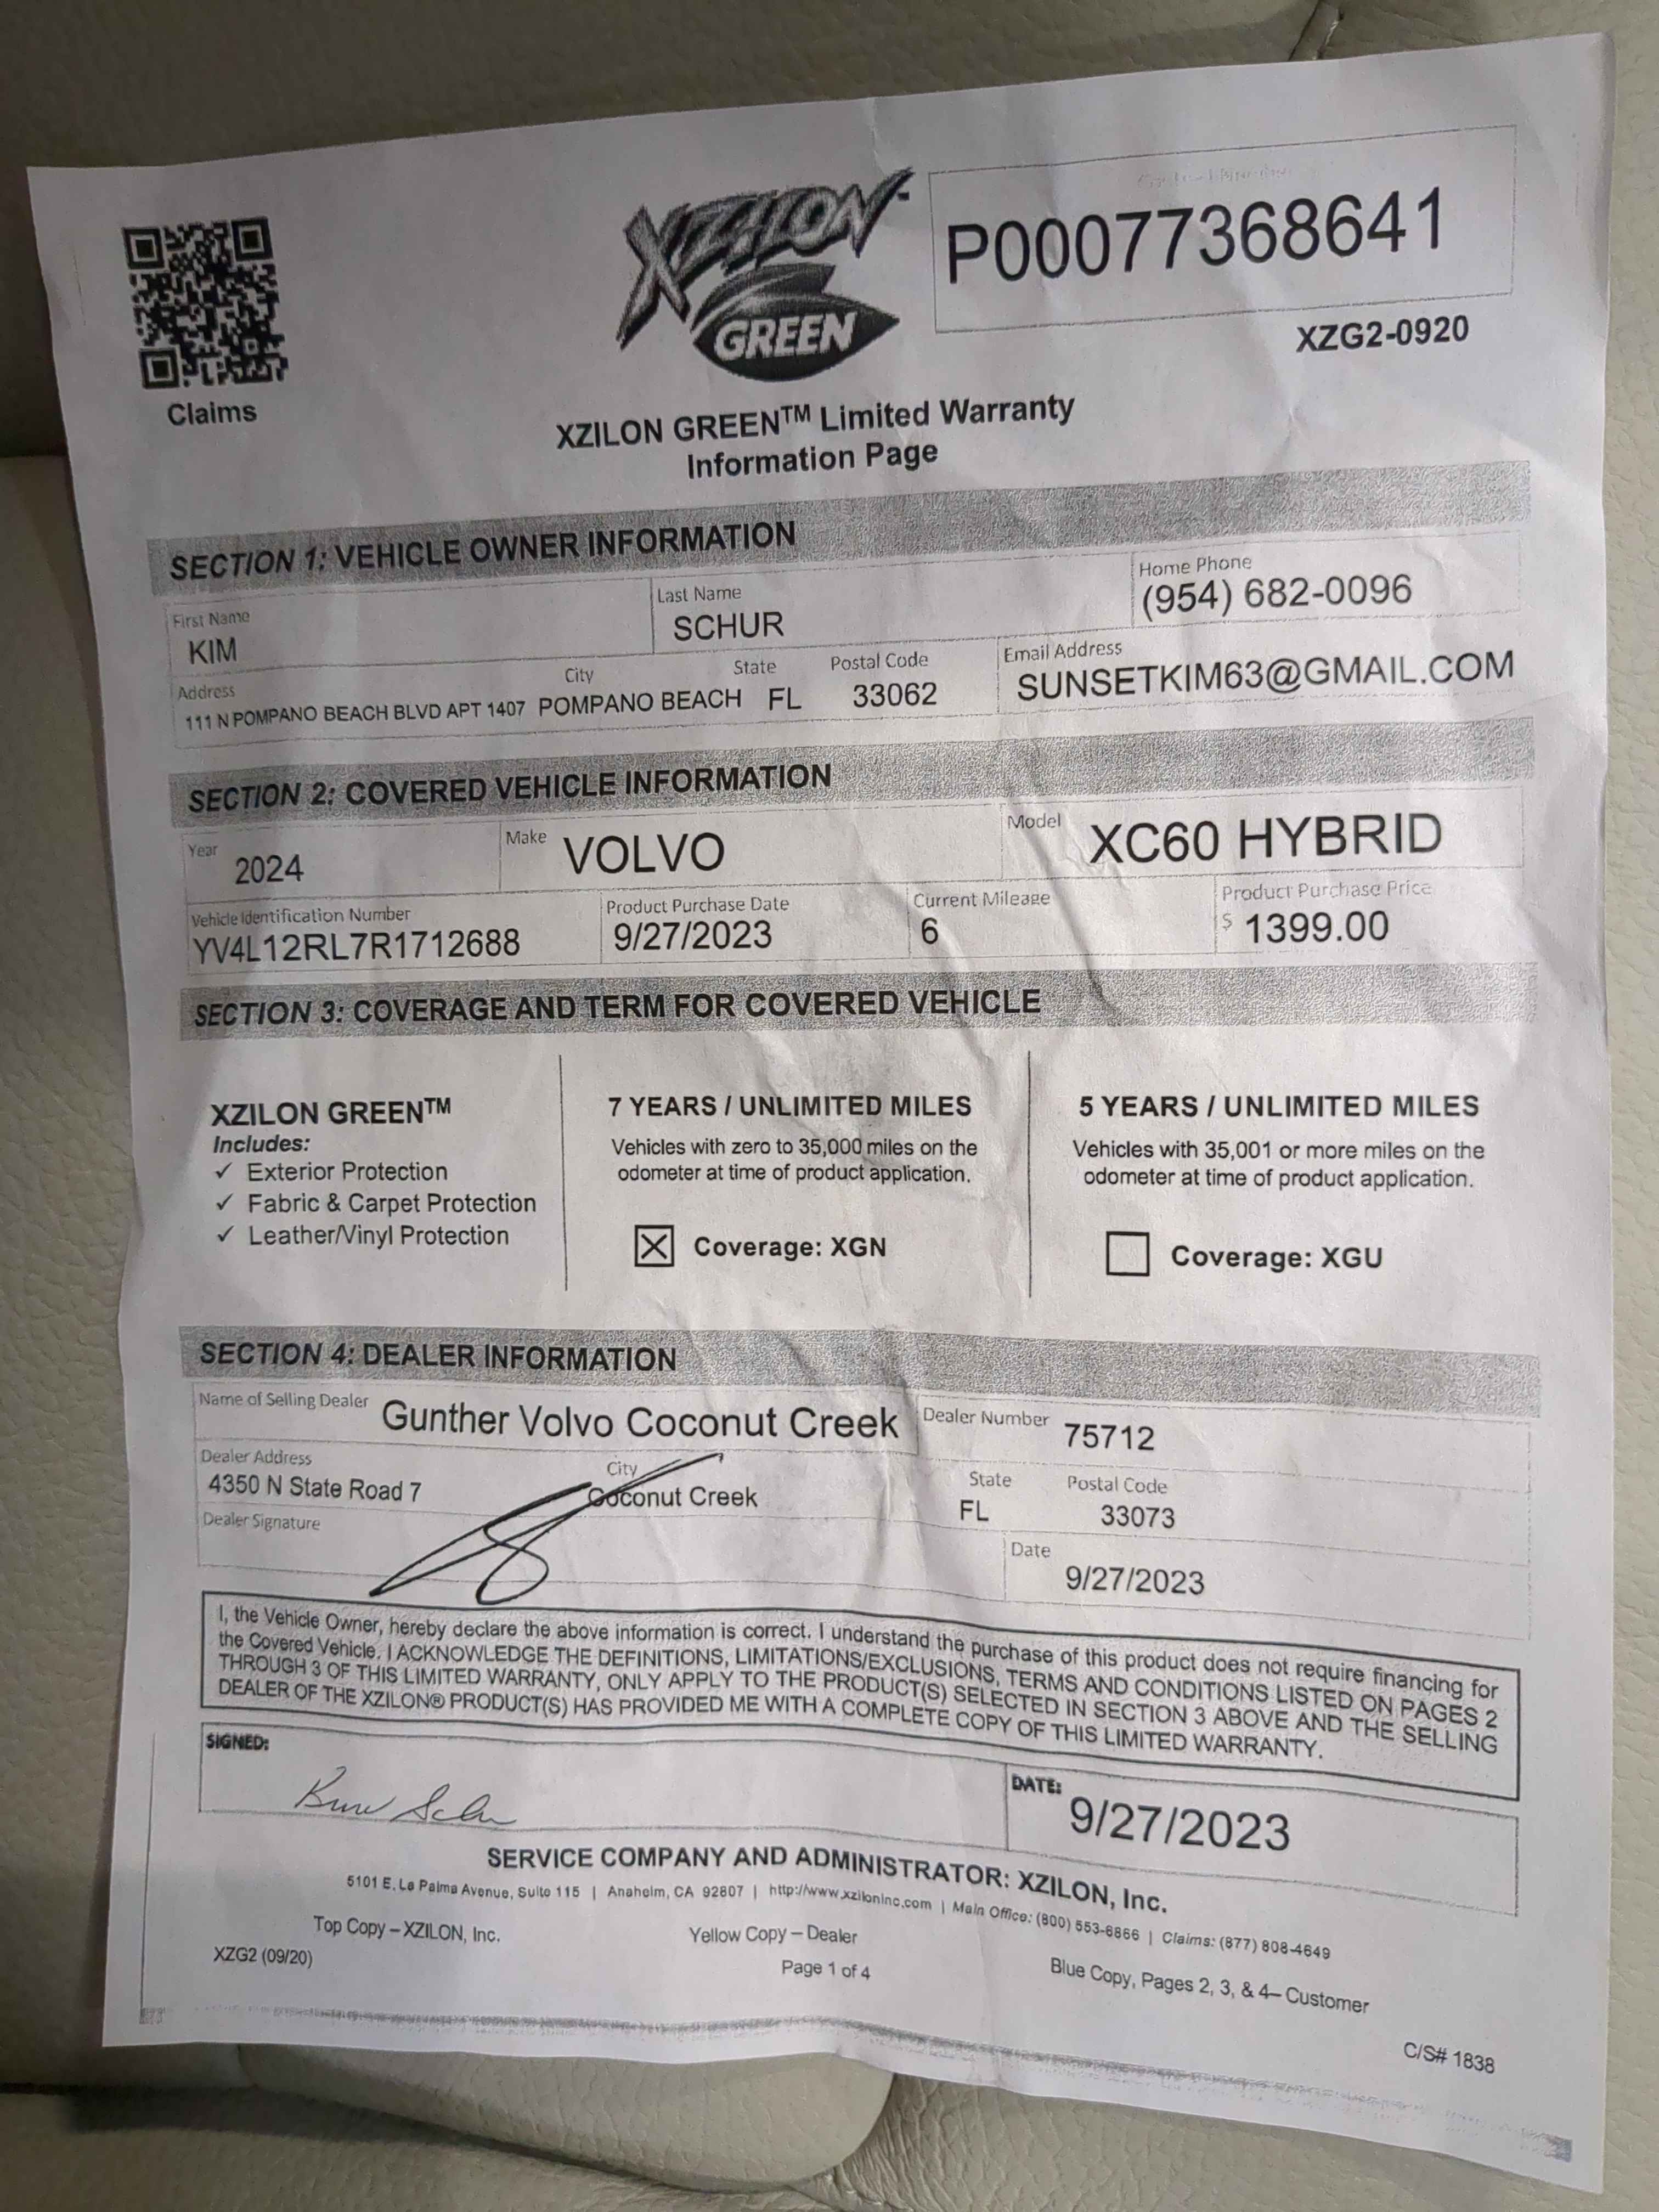 XZILON
GREEN
P00077368641
XZG2-0920
Claims
XZILON GREEN™ Limited Warranty
Information Page
SECTION 1: VEHICLE OWNER INFORMATION
First Name
KIM
Last Name
SCHUR
Home Phone
(954) 682-0096
Address City State Postal Code Email Address
111 N POMPANO BEACH BLVD APT 1407 POMPANO BEACH FL 33062 SUNSETKIM63@GMAIL.COM
SECTION 2: COVERED VEHICLE INFORMATION
Year 2024
Make VOLVO
Model XC60 HYBRID
Vehicle Identification Number
YV4L12RL7R1712688
Product Purchase Date
9/27/2023
Current Mileage
6
Product Purchase Price
$ 1399.00
SECTION 3: COVERAGE AND TERM FOR COVERED VEHICLE
XZILON GREEN™
Includes:
✓ Exterior Protection
✓ Fabric & Carpet Protection
✓ Leather/Vinyl Protection
7 YEARS / UNLIMITED MILES
Vehicles with zero to 35,000 miles on the
odometer at time of product application.
☒ Coverage: XGN
5 YEARS / UNLIMITED MILES
Vehicles with 35,001 or more miles on the
odometer at time of product application.
☐ Coverage: XGU
SECTION 4: DEALER INFORMATION
Name of Selling Dealer Gunther Volvo Coconut Creek
Dealer Number 75712
Dealer Address City State Postal Code
4350 N State Road 7 Coconut Creek FL 33073
Dealer Signature
Date
9/27/2023
I, the Vehicle Owner, hereby declare the above information is correct. I understand the purchase of this product does not require financing for
the Covered Vehicle. I ACKNOWLEDGE THE DEFINITIONS, LIMITATIONS/EXCLUSIONS, TERMS AND CONDITIONS LISTED ON PAGES 2
THROUGH 3 OF THIS LIMITED WARRANTY, ONLY APPLY TO THE PRODUCT(S) SELECTED IN SECTION 3 ABOVE AND THE SELLING
DEALER OF THE XZILON® PRODUCT(S) HAS PROVIDED ME WITH A COMPLETE COPY OF THIS LIMITED WARRANTY.
SIGNED:
DATE:
9/27/2023
SERVICE COMPANY AND ADMINISTRATOR: XZILON, Inc.
5101 E. La Palma Avenue, Suite 115 | Anaheim, CA 92807 | http://www.xziloninc.com | Main Office: (800) 553-6866 | Claims: (877) 808-4649
Top Copy – XZILON, Inc. Yellow Copy – Dealer Blue Copy, Pages 2, 3, & 4– Customer
XZG2 (09/20) Page 1 of 4
C/S# 1838